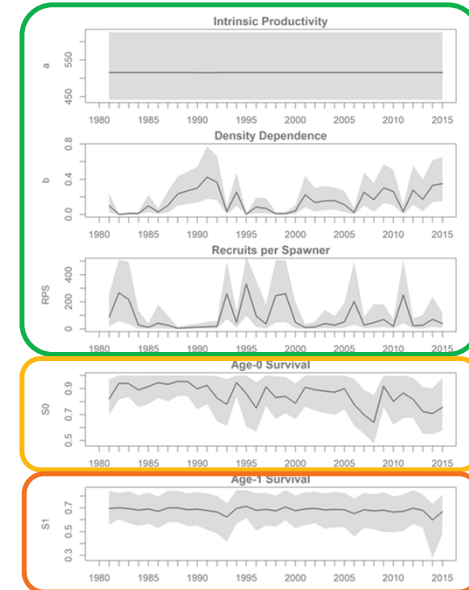 Intrinsic Productivity
a
550
450
1980 1985 1990 1995 2000 2005 2010 2015
Density Dependence
b
0.8
0.4
0.0
1980 1985 1990 1995 2000 2005 2010 2015
Recruits per Spawner
RPS
400
200
0
1980 1985 1990 1995 2000 2005 2010 2015
Age-0 Survival
S0
0.9
0.7
0.5
1980 1985 1990 1995 2000 2005 2010 2015
Age-1 Survival
S1
0.7
0.5
0.3
1980 1985 1990 1995 2000 2005 2010 2015